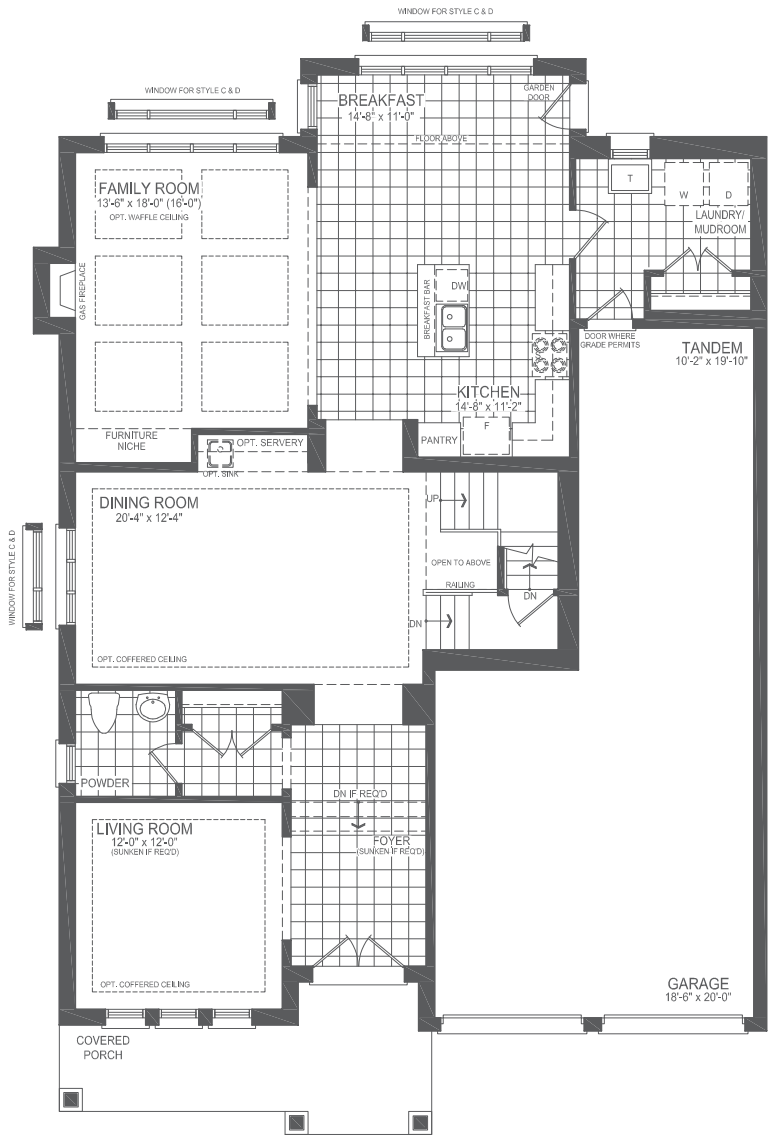 WINDOW FOR STYLE C & D
WINDOW FOR STYLE C & D
BREAKFAST
14'-8" x 11'-0"
GARDEN
DOOR
FLOOR ABOVE
FAMILY ROOM
13'-6" x 18'-0" (16'-0")
OPT. WAFFLE CEILING
T
W
D
LAUNDRY/
MUDROOM
GAS FIREPLACE
BREAKFAST BAR
DW
DOOR WHERE
GRADE PERMITS
TANDEM
10'-2" x 19'-10"
KITCHEN
14'-8" x 11'-2"
F
PANTRY
FURNITURE
NICHE
OPT. SERVERY
OPT. SINK
DINING ROOM
20'-4" x 12'-4"
UP
OPEN TO ABOVE
RAILING
DN
DN
WINDOW FOR STYLE C & D
OPT. COFFERED CEILING
POWDER
DN IF REQ'D
LIVING ROOM
12'-0" x 12'-0"
(SUNKEN IF REQ'D)
FOYER
(SUNKEN IF REQ'D)
OPT. COFFERED CEILING
GARAGE
18'-6" x 20'-0"
COVERED
PORCH